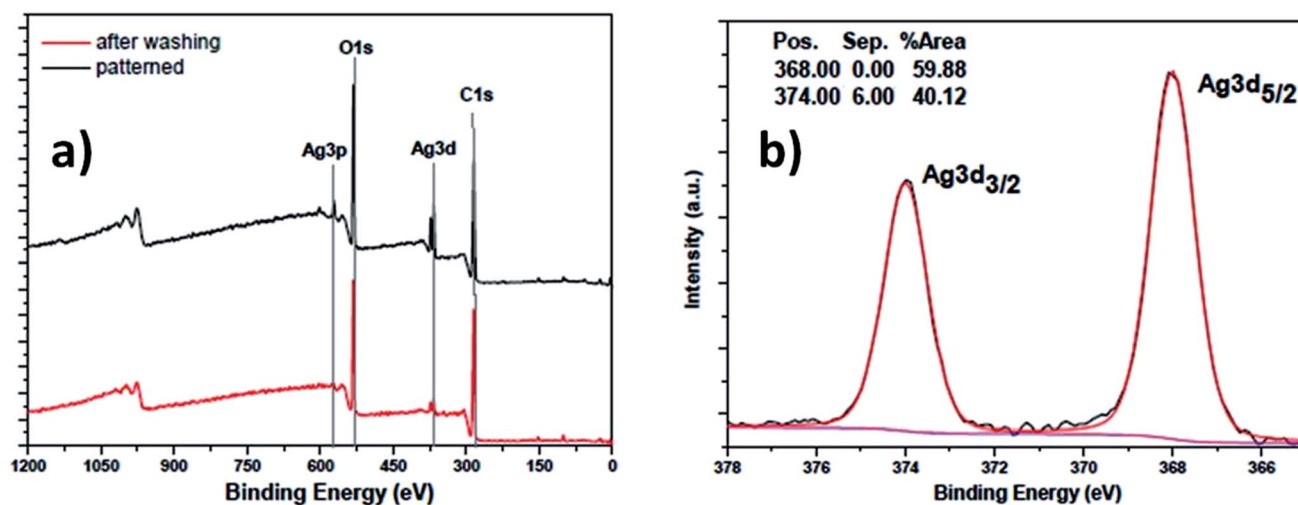 after washing
patterned
O1s
C1s
a)
Ag3p
Ag3d
1200 1050 900 750 600 450 300 150 0
Binding Energy (eV)
Pos. Sep. %Area
368.00 0.00 59.88
374.00 6.00 40.12
b)
Ag3d5/2
Ag3d3/2
Intensity (a.u.)
378 376 374 372 370 368 366
Binding Energy (eV)